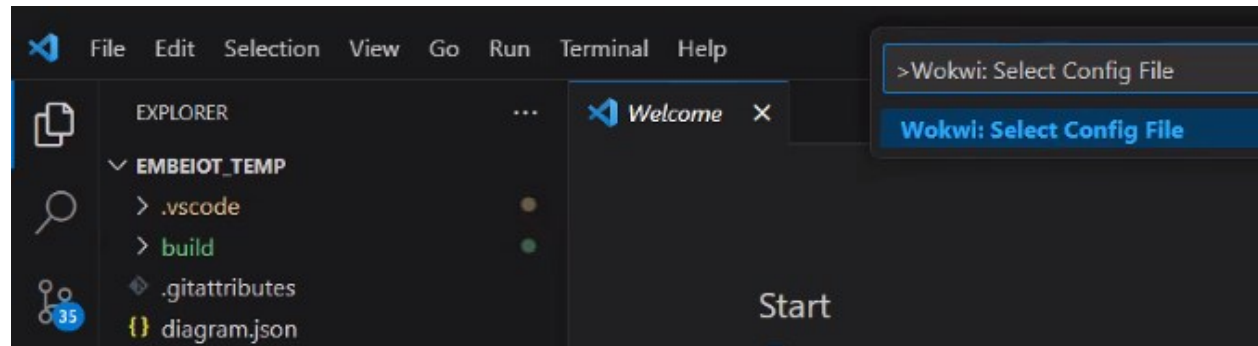 File Edit Selection View Go Run Terminal Help
>Wokwi: Select Config File
Wokwi: Select Config File
EXPLORER ...
Welcome
EMBEIOT_TEMP
.vscode
build
.gitattributes
{} diagram.json
35
Start